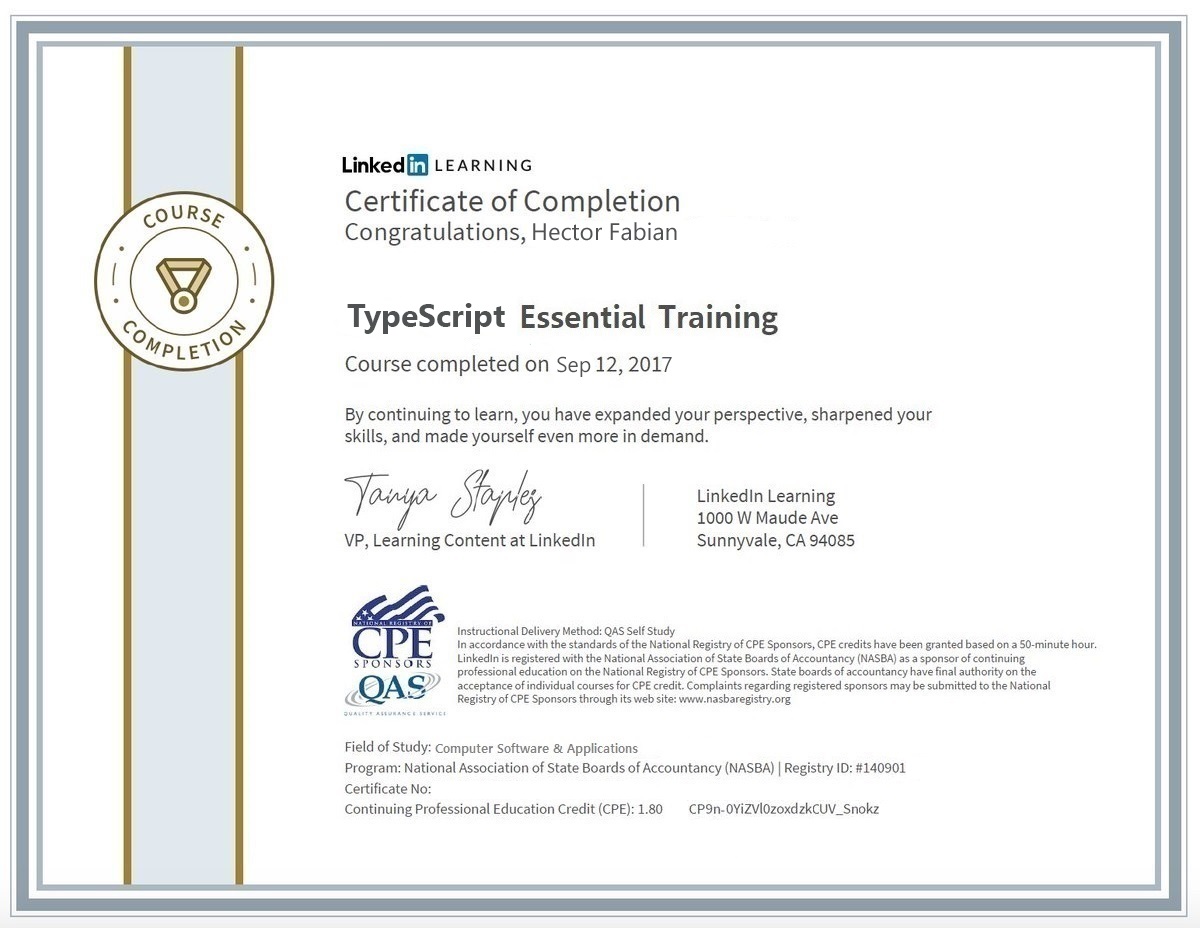 COURSE
COMPLETION
Linked in LEARNING
Certificate of Completion
Congratulations, Hector Fabian
TypeScript Essential Training
Course completed on Sep 12, 2017
By continuing to learn, you have expanded your perspective, sharpened your
skills, and made yourself even more in demand.
Tanya Staples
VP, Learning Content at LinkedIn
LinkedIn Learning
1000 W Maude Ave
Sunnyvale, CA 94085
NATIONAL REGISTRY OF
CPE
SPONSORS
QAS
QUALITY ASSURANCE SERVICE
Instructional Delivery Method: QAS Self Study
In accordance with the standards of the National Registry of CPE Sponsors, CPE credits have been granted based on a 50-minute hour.
LinkedIn is registered with the National Association of State Boards of Accountancy (NASBA) as a sponsor of continuing
professional education on the National Registry of CPE Sponsors. State boards of accountancy have final authority on the
acceptance of individual courses for CPE credit. Complaints regarding registered sponsors may be submitted to the National
Registry of CPE Sponsors through its web site: www.nasbaregistry.org
Field of Study: Computer Software & Applications
Program: National Association of State Boards of Accountancy (NASBA) | Registry ID: #140901
Certificate No:
Continuing Professional Education Credit (CPE): 1.80 CP9n-0YiZVl0zoxdzkCUV_Snokz